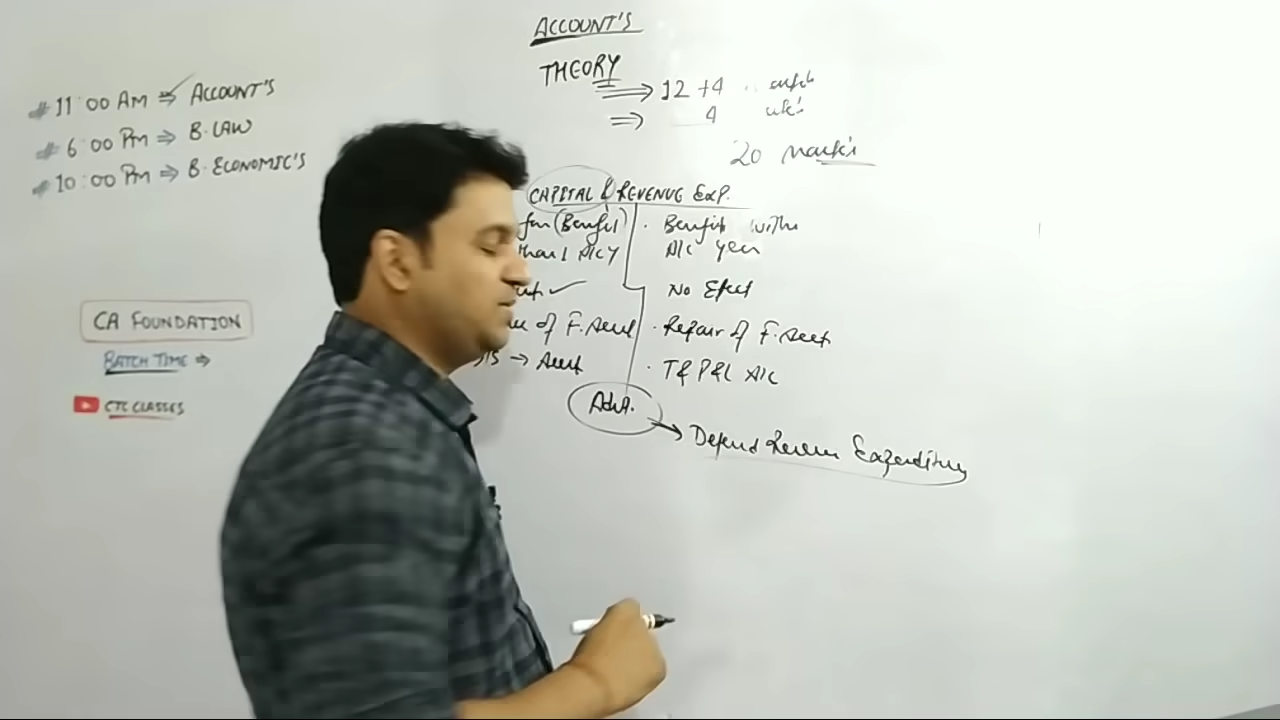 ACCOUNT'S
THEORY
⇒ 12 + 4
⇒ 4
20 Marks
# 11:00 AM ⇒ ACCOUNT'S
# 6:00 PM ⇒ B. LAW
# 10:00 PM ⇒ B. ECONOMIC'S
CAPITAL & REVENUE EXP.
for (Benefit)
than 1 A/C Y
of F. Asset
→ Asset
· Benefit within
A/c year
No Effect
· Repair of F. Asset
· T& P&L A/c
Adv.
→ Deferred Revenue Expenditure
CA FOUNDATION
BATCH TIME ⇒
CTC CLASSES